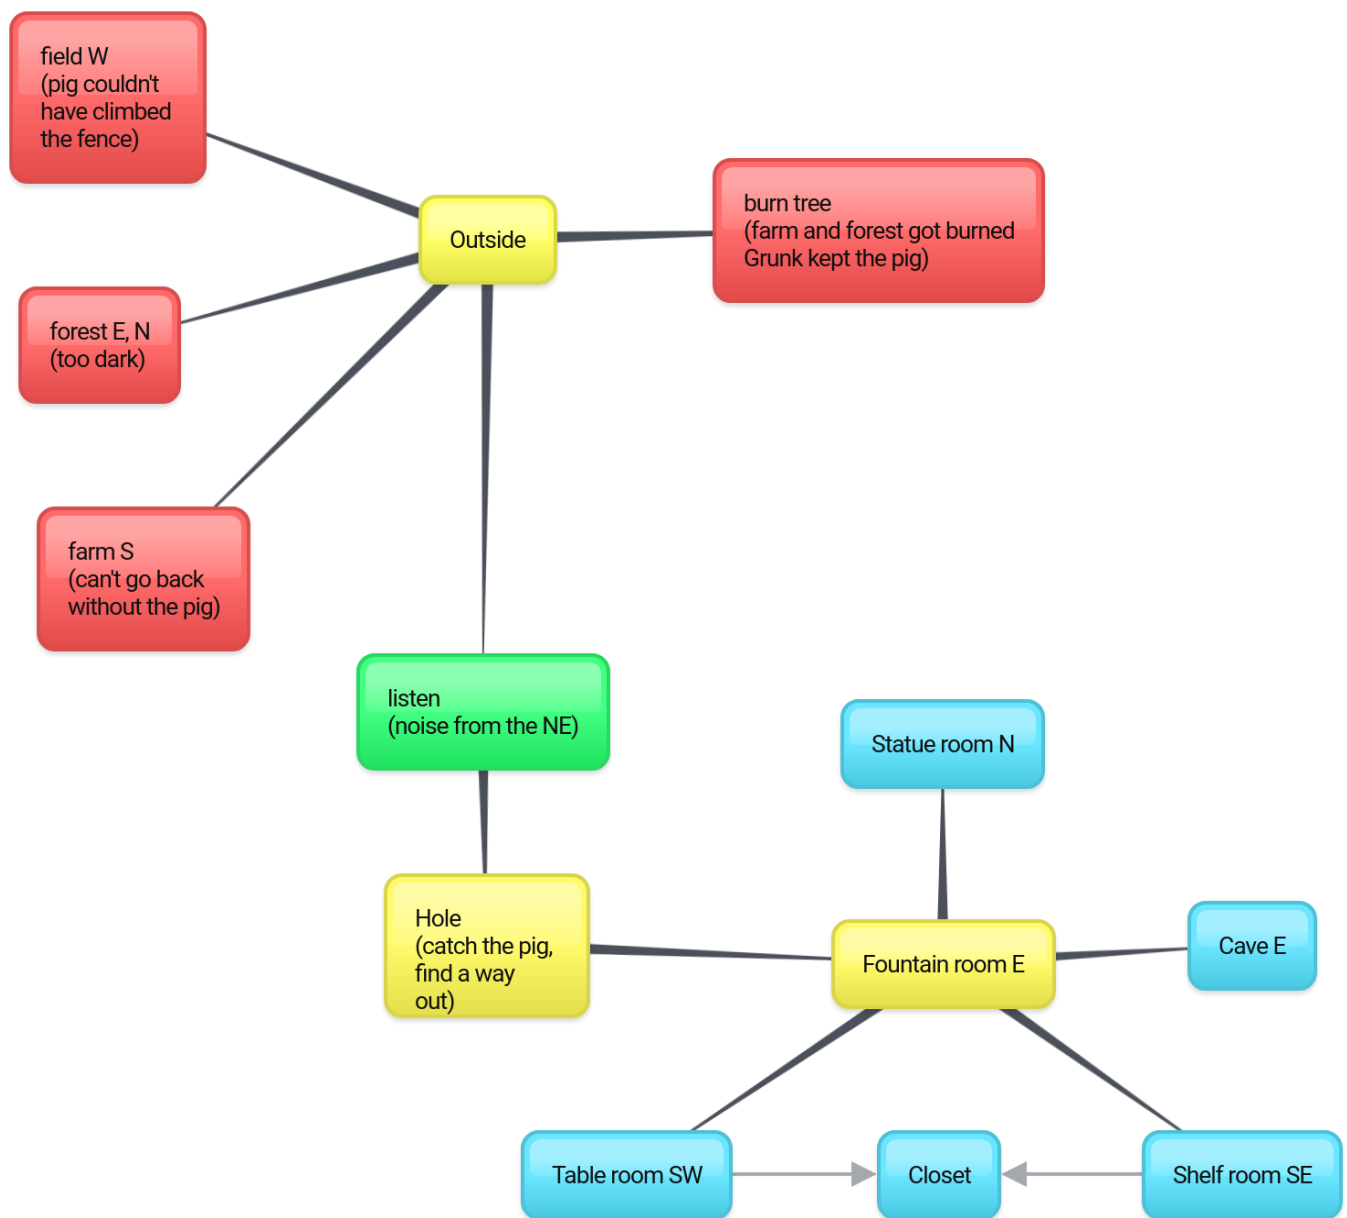 field W
(pig couldn't
have climbed
the fence)
Outside
burn tree
(farm and forest got burned
Grunk kept the pig)
forest E, N
(too dark)
farm S
(can't go back
without the pig)
listen
(noise from the NE)
Statue room N
Hole
(catch the pig,
find a way
out)
Fountain room E
Cave E
Table room SW
Closet
Shelf room SE